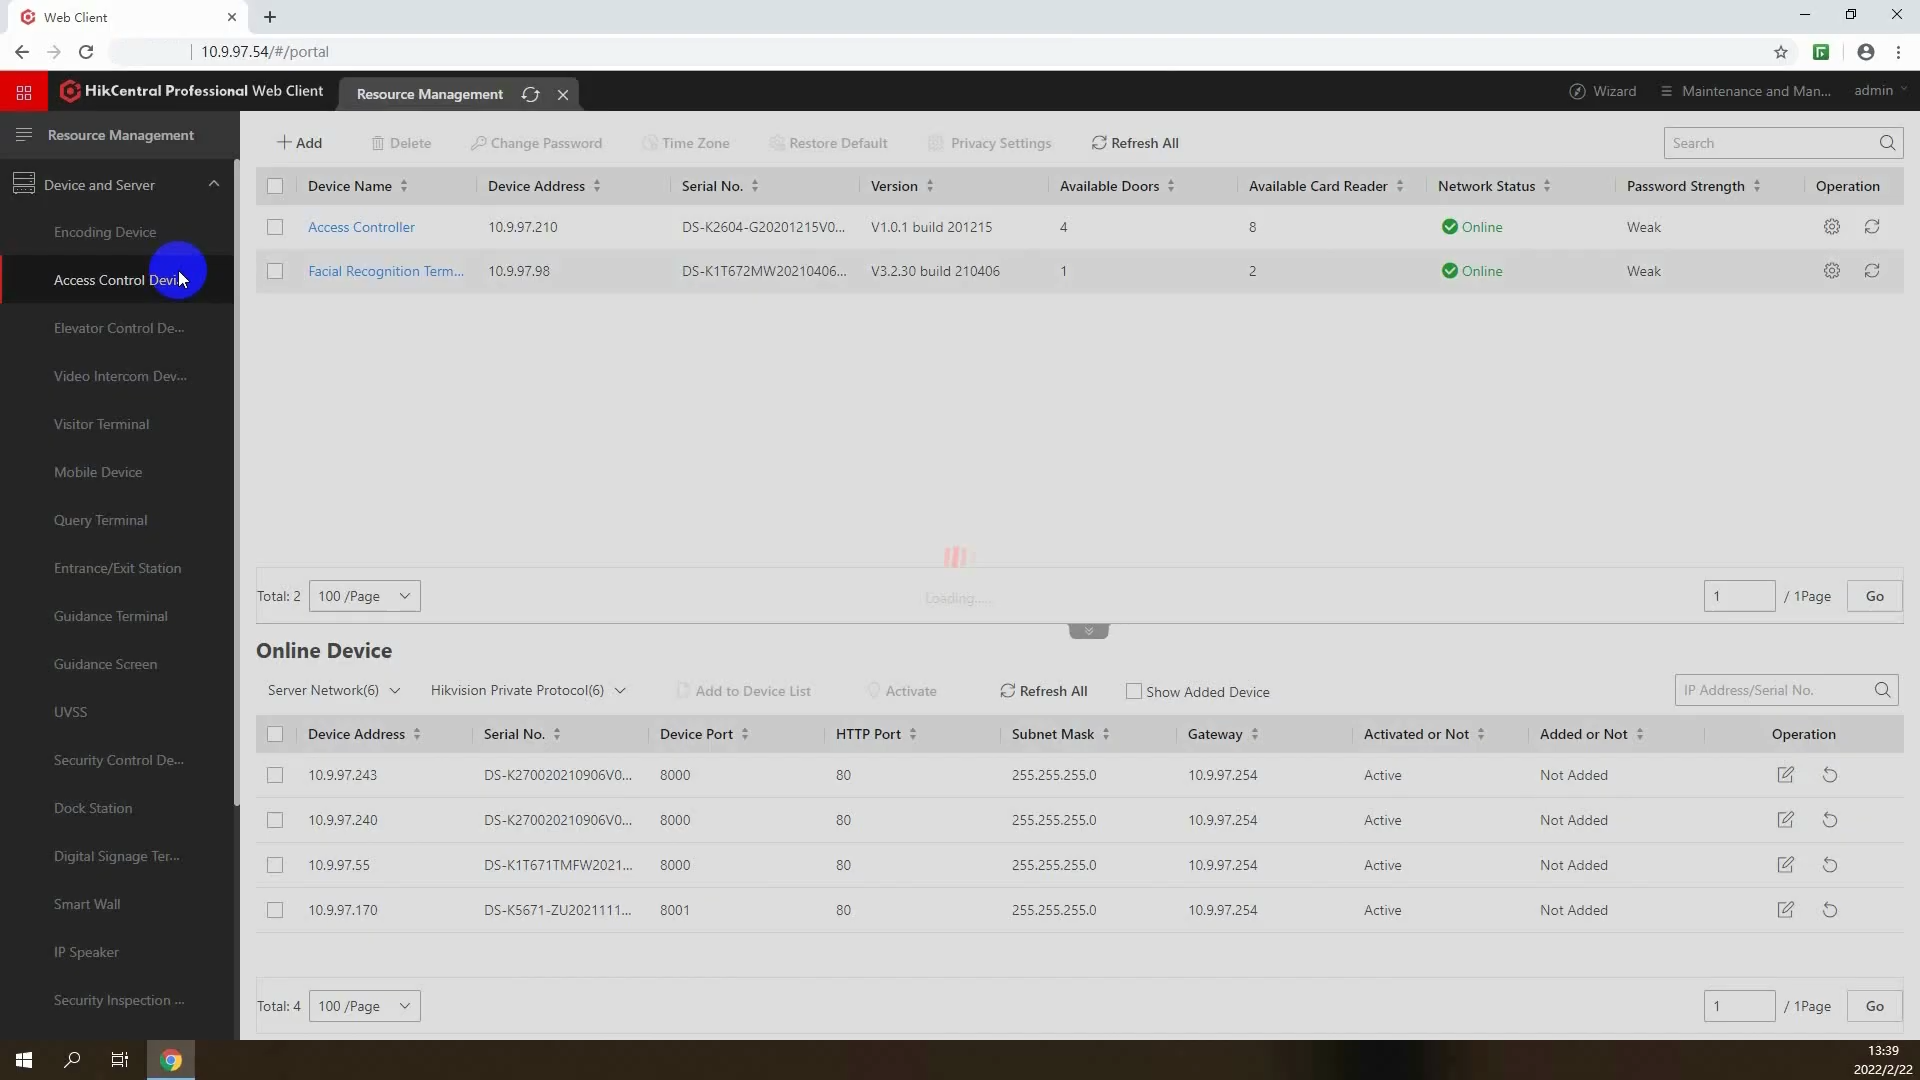 Web Client
10.9.97.54/#/portal
HikCentral Professional Web Client
Resource Management
Wizard
Maintenance and Man...
admin
Resource Management
Add Delete Change Password Time Zone Restore Default Privacy Settings Refresh All Search
Device and Server
Encoding Device
Access Control Devi
Elevator Control De...
Video Intercom Dev...
Visitor Terminal
Mobile Device
Query Terminal
Entrance/Exit Station
Guidance Terminal
Guidance Screen
UVSS
Security Control De...
Dock Station
Digital Signage Ter...
Smart Wall
IP Speaker
Security Inspection ...
Device Name Device Address Serial No. Version Available Doors Available Card Reader Network Status Password Strength Operation
Access Controller 10.9.97.210 DS-K2604-G20201215V0... V1.0.1 build 201215 4 8 Online Weak
Facial Recognition Term... 10.9.97.98 DS-K1T672MW20210406... V3.2.30 build 210406 1 2 Online Weak
Total: 2 100 /Page Loading..... 1 / 1Page Go
Online Device
Server Network(6) Hikvision Private Protocol(6) Add to Device List Activate Refresh All Show Added Device IP Address/Serial No.
Device Address Serial No. Device Port HTTP Port Subnet Mask Gateway Activated or Not Added or Not Operation
10.9.97.243 DS-K270020210906V0... 8000 80 255.255.255.0 10.9.97.254 Active Not Added
10.9.97.240 DS-K270020210906V0... 8000 80 255.255.255.0 10.9.97.254 Active Not Added
10.9.97.55 DS-K1T671TMFW2021... 8000 80 255.255.255.0 10.9.97.254 Active Not Added
10.9.97.170 DS-K5671-ZU2021111... 8001 80 255.255.255.0 10.9.97.254 Active Not Added
Total: 4 100 /Page 1 / 1Page Go
13:39
2022/2/22